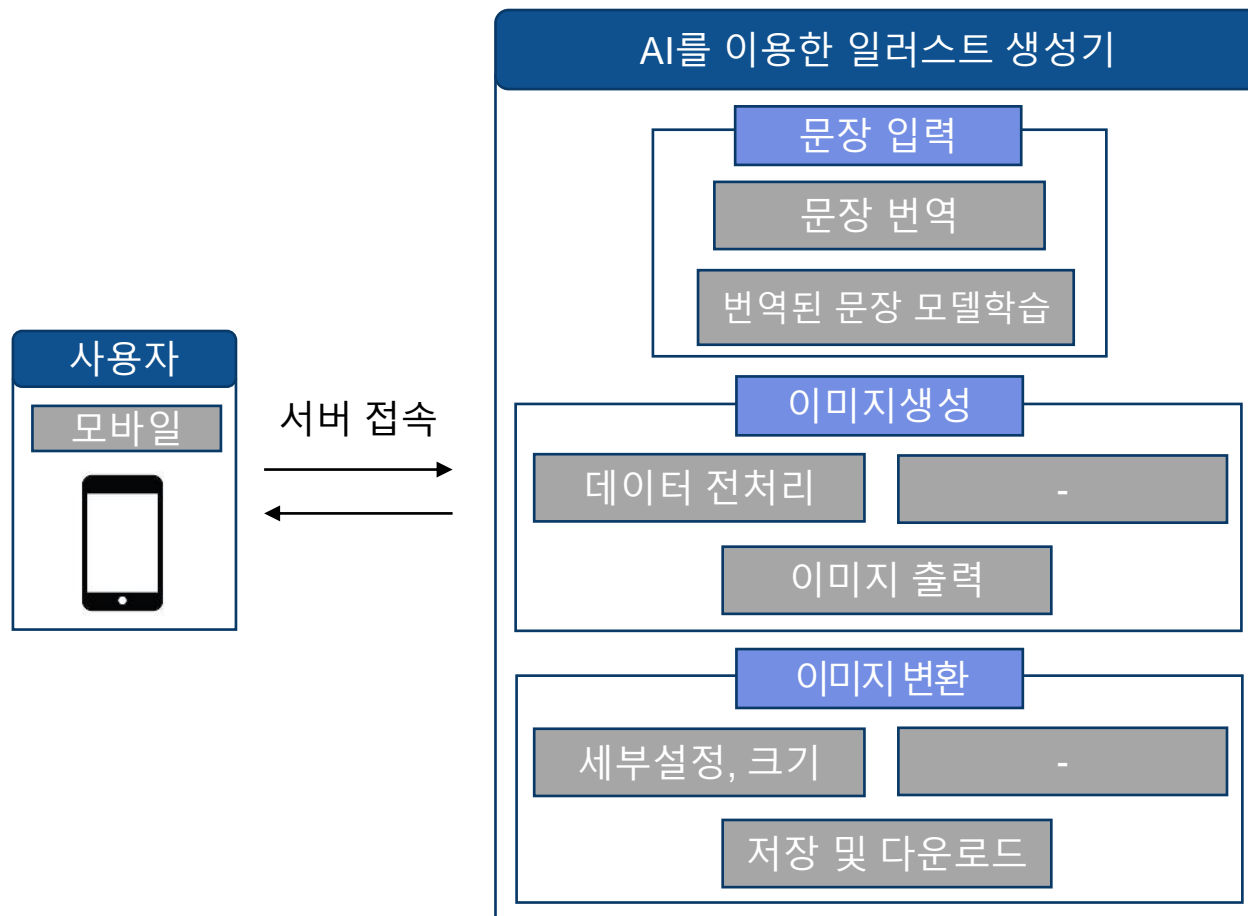 AI를 이용한 일러스트 생성기
문장 입력
문장 번역
번역된 문장 모델학습
사용자
모바일
서버 접속
이미지생성
데이터 전처리
-
이미지 출력
이미지 변환
세부설정, 크기
-
저장 및 다운로드